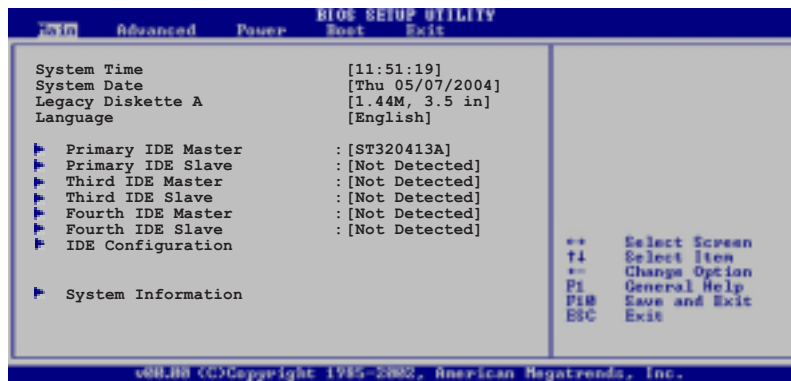 BIOS SETUP UTILITY
Main Advanced Power Boot Exit
System Time [11:51:19]
System Date [Thu 05/07/2004]
Legacy Diskette A [1.44M, 3.5 in]
Language [English]
Primary IDE Master :[ST320413A]
Primary IDE Slave :[Not Detected]
Third IDE Master :[Not Detected]
Third IDE Slave :[Not Detected]
Fourth IDE Master :[Not Detected]
Fourth IDE Slave :[Not Detected]
IDE Configuration
System Information
↔ Select Screen
↑↓ Select Item
+- Change Option
F1 General Help
F10 Save and Exit
ESC Exit
v00.00 (C)Copyright 1985-2002, American Megatrends, Inc.